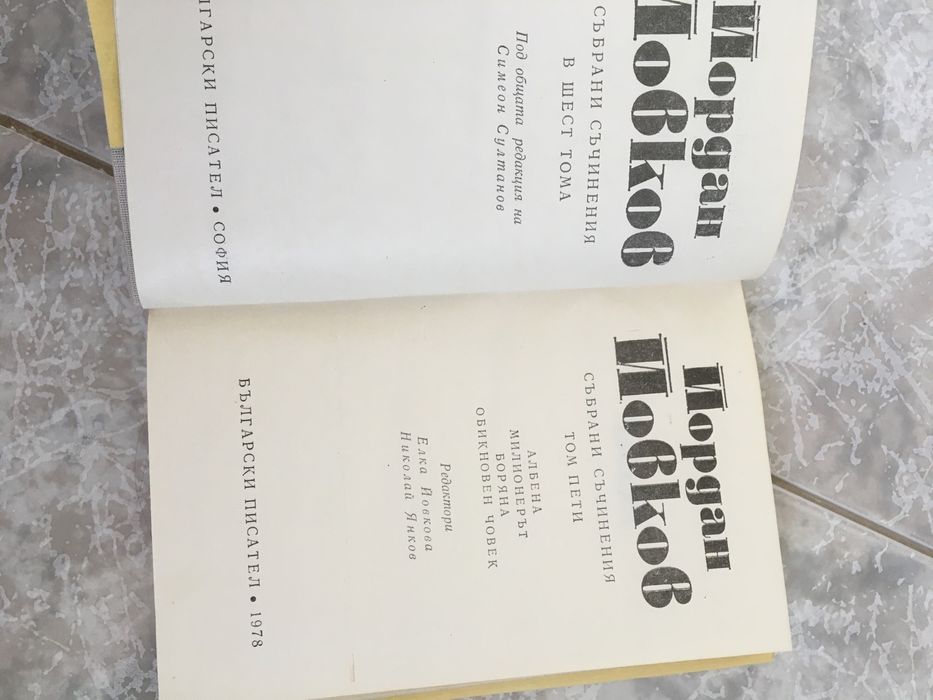 Йордан
Йовков
СЪБРАНИ СЪЧИНЕНИЯ
В ШЕСТ ТОМА
Под общата редакция на
Симеон Султанов
ЛГАРСКИ ПИСАТЕЛ • СОФИЯ
Йордан
Йовков
СЪБРАНИ СЪЧИНЕНИЯ
ТОМ ПЕТИ
АЛБЕНА
МИЛИОНЕРЪТ
БОРЯНА
ОБИКНОВЕН ЧОВЕК
Редактори
Елка Йовкова
Николай Янков
БЪЛГАРСКИ ПИСАТЕЛ • 1978